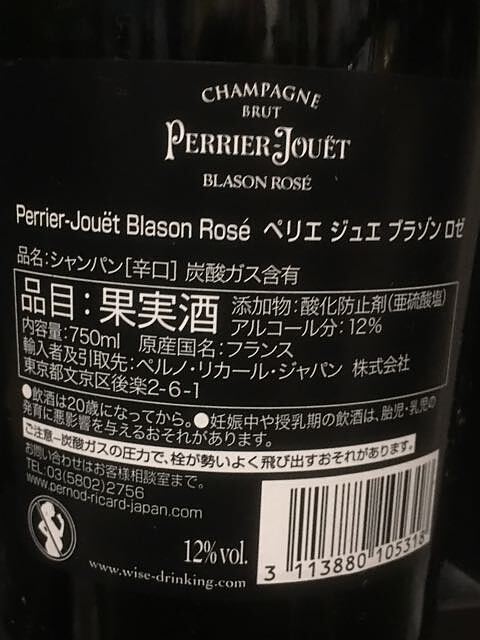 CHAMPAGNE
BRUT
PERRIER-JOUËT
BLASON ROSÉ
Perrier-Jouët Blason Rosé ペリエ ジュエ ブラゾン ロゼ
品名:シャンパン[辛口] 炭酸ガス含有
品目:果実酒 添加物:酸化防止剤(亜硫酸塩)
アルコール分:12%
内容量:750ml 原産国名:フランス
輸入者及引取先:ペルノ・リカール・ジャパン 株式会社
東京都文京区後楽2-6-1
●飲酒は20歳になってから。●妊娠中や授乳期の飲酒は、胎児・乳児の
発育に悪影響を与えるおそれがあります。
ご注意−炭酸ガスの圧力で、栓が勢いよく飛び出すおそれがあります。
お問い合わせはお客様相談室まで。
TEL:03(5802)2756
www.pernod-ricard-japan.com
12% vol.
www.wise-drinking.com
3 113880 105318